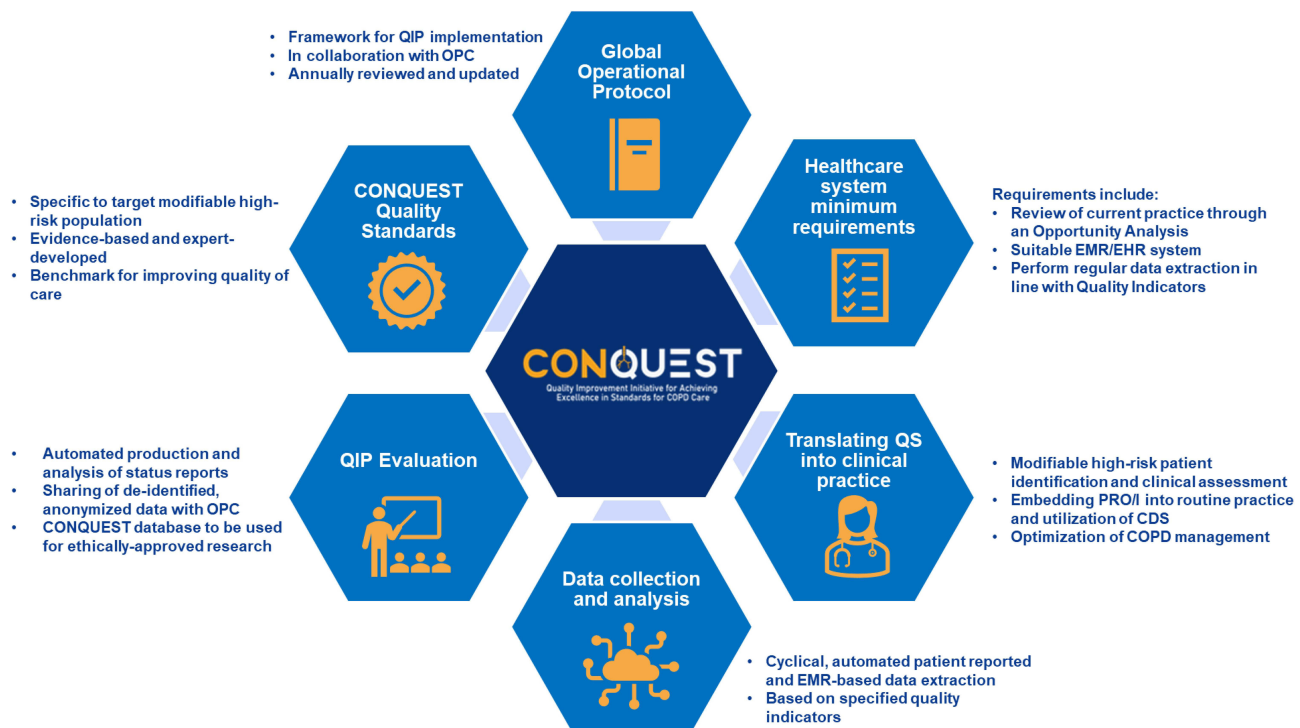 • Framework for QIP implementation
• In collaboration with OPC
• Annually reviewed and updated
Global
Operational
Protocol
CONQUEST
Quality
Standards
• Specific to target modifiable high-
risk population
• Evidence-based and expert-
developed
• Benchmark for improving quality of
care
Healthcare
system
minimum
requirements
Requirements include:
• Review of current practice through
an Opportunity Analysis
• Suitable EMR/EHR system
• Perform regular data extraction in
line with Quality Indicators
CONQUEST
Quality Improvement Initiative for Achieving
Excellence in Standards for COPD Care
QIP Evaluation
• Automated production and
analysis of status reports
• Sharing of de-identified,
anonymized data with OPC
• CONQUEST database to be used
for ethically-approved research
Translating QS
into clinical
practice
• Modifiable high-risk patient
identification and clinical assessment
• Embedding PRO/I into routine practice
and utilization of CDS
• Optimization of COPD management
Data collection
and analysis
• Cyclical, automated patient reported
and EMR-based data extraction
• Based on specified quality
indicators